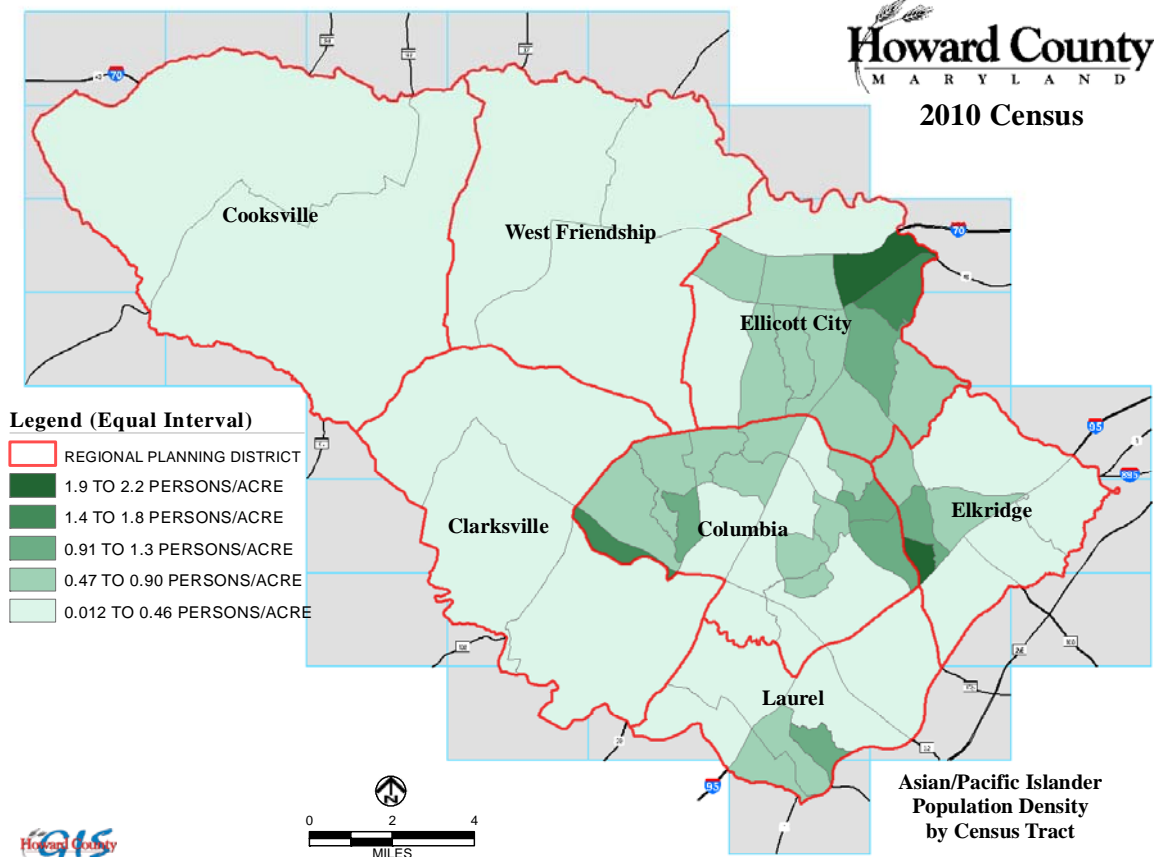 Howard County
MARYLAND
2010 Census
70
Cooksville
West Friendship
70
Ellicott City
Legend (Equal Interval)
REGIONAL PLANNING DISTRICT
1.9 TO 2.2 PERSONS/ACRE
1.4 TO 1.8 PERSONS/ACRE
0.91 TO 1.3 PERSONS/ACRE
0.47 TO 0.90 PERSONS/ACRE
0.012 TO 0.46 PERSONS/ACRE
95
1
895
Clarksville
Columbia
Elkridge
Laurel
95
Asian/Pacific Islander
Population Density
by Census Tract
0 2 4
MILES
Howard County
GIS